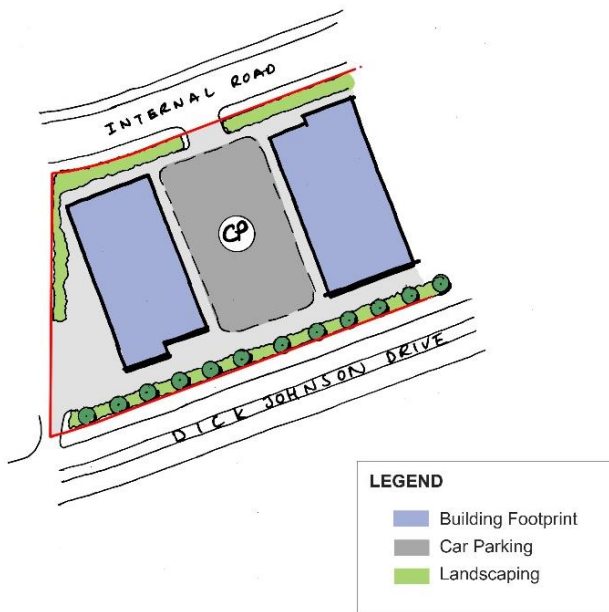 INTERNAL ROAD
CP
DICK JOHNSON DRIVE
LEGEND
Building Footprint
Car Parking
Landscaping